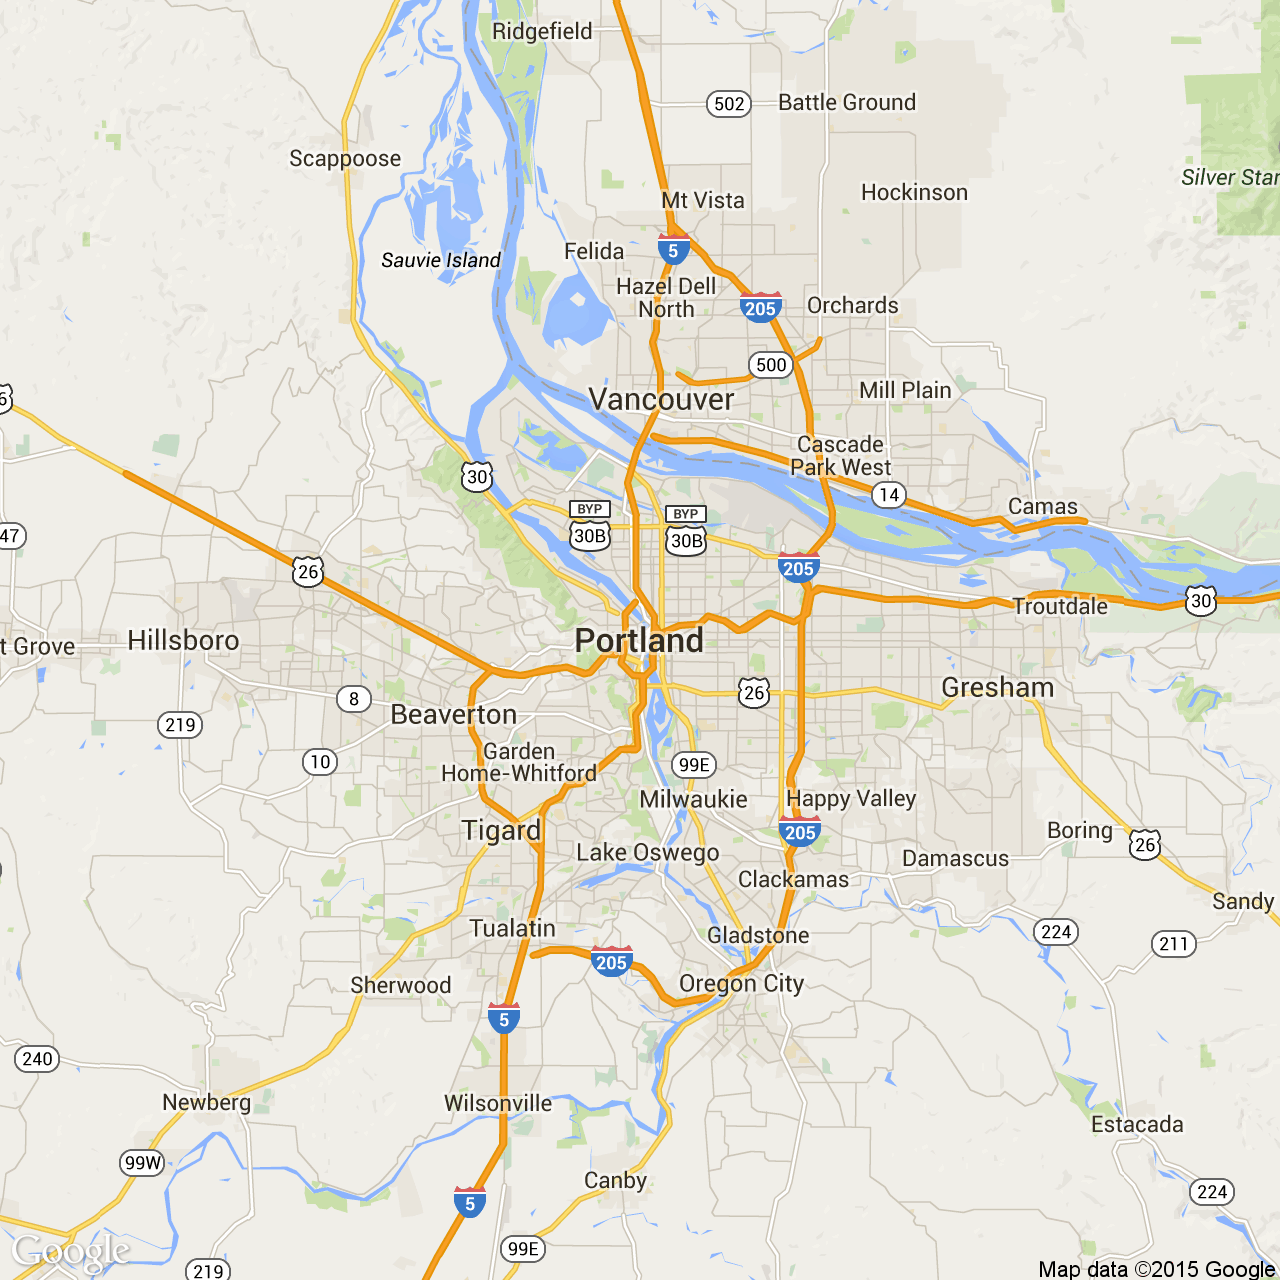 Ridgefield
502
Battle Ground
Scappoose
Silver Star
Mt Vista
Hockinson
Felida
5
Sauvie Island
Hazel Dell
North
205
Orchards
500
Mill Plain
6
Vancouver
Cascade
Park West
30
14
Camas
BYP
30B
BYP
30B
47
26
205
30
Troutdale
t Grove
Hillsboro
Portland
8
26
Gresham
219
Beaverton
10
Garden
Home-Whitford
99E
Milwaukie
Happy Valley
Tigard
205
Boring
26
Lake Oswego
Damascus
Clackamas
Sandy
Tualatin
Gladstone
224
211
205
Sherwood
Oregon City
5
240
Newberg
Wilsonville
Estacada
99W
Canby
5
224
Google
99E
219
Map data ©2015 Google